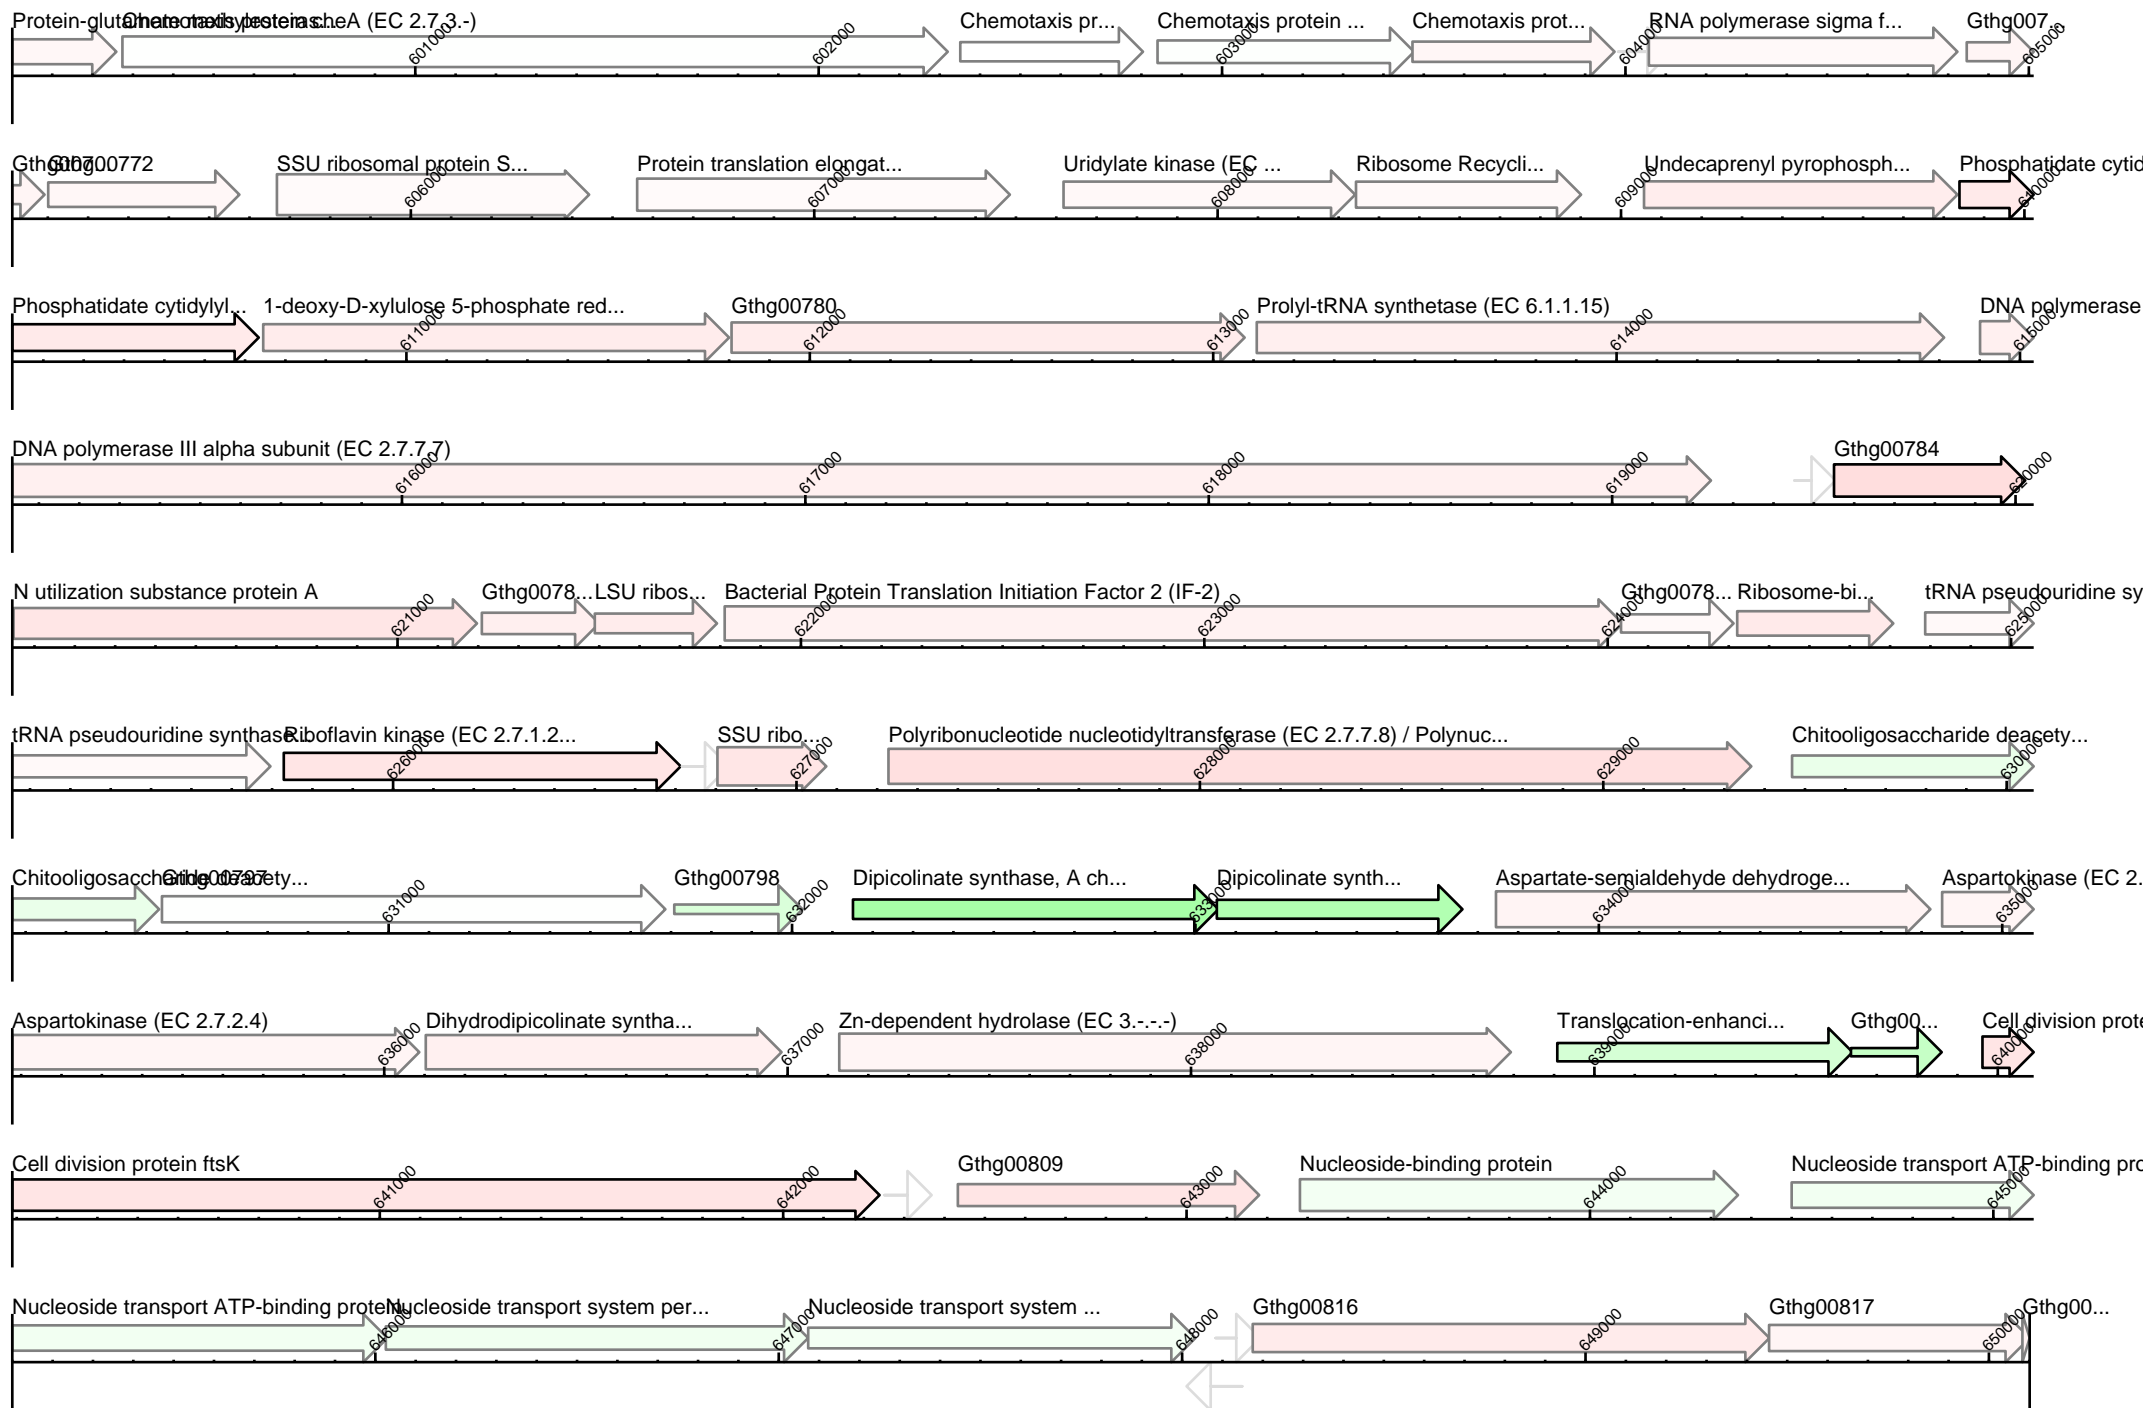 Protein-glutamate methylesteras... Chemotaxis protein cheA (EC 2.7.3.-) Chemotaxis pr... Chemotaxis protein ... Chemotaxis prot... RNA polymerase sigma f... Gthg007...
601000 602000 603000 604000 605000
Gthg007... Gthg00772 SSU ribosomal protein S... Protein translation elongat... Uridylate kinase (EC ... Ribosome Recycli... Undecaprenyl pyrophosph... Phosphatidate cytid
606000 607000 608000 609000 610000
Phosphatidate cytidylyl... 1-deoxy-D-xylulose 5-phosphate red... Gthg00780 Prolyl-tRNA synthetase (EC 6.1.1.15) DNA polymerase
611000 612000 613000 614000 615000
DNA polymerase III alpha subunit (EC 2.7.7.7) Gthg00784
616000 617000 618000 619000 620000
N utilization substance protein A Gthg0078... LSU ribos... Bacterial Protein Translation Initiation Factor 2 (IF-2) Gthg0078... Ribosome-bi... tRNA pseudouridine sy
621000 622000 623000 624000 625000
tRNA pseudouridine synthase... Riboflavin kinase (EC 2.7.1.2... SSU ribo... Polyribonucleotide nucleotidyltransferase (EC 2.7.7.8) / Polynuc... Chitooligosaccharide deacety...
626000 627000 628000 629000 630000
Chitooligosaccharide deacety... Gthg00797 Gthg00798 Dipicolinate synthase, A ch... Dipicolinate synth... Aspartate-semialdehyde dehydroge... Aspartokinase (EC 2.
631000 632000 633000 634000 635000
Aspartokinase (EC 2.7.2.4) Dihydrodipicolinate syntha... Zn-dependent hydrolase (EC 3.-.-.-) Translocation-enhanci... Gthg00... Cell division prote
636000 637000 638000 639000 640000
Cell division protein ftsK Gthg00809 Nucleoside-binding protein Nucleoside transport ATP-binding pro
641000 642000 643000 644000 645000
Nucleoside transport ATP-binding protein Nucleoside transport system per... Nucleoside transport system ... Gthg00816 Gthg00817 Gthg00...
646000 647000 648000 649000 650000